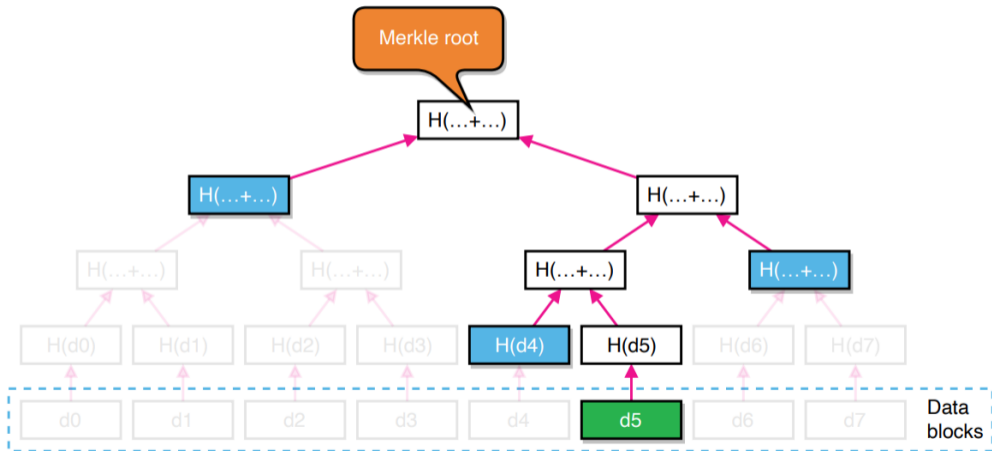 Merkle root
H(...+...)
H(...+...) H(...+...)
H(...+...) H(...+...) H(...+...) H(...+...)
H(d0) H(d1) H(d2) H(d3) H(d4) H(d5) H(d6) H(d7)
d0 d1 d2 d3 d4 d5 d6 d7 Data
blocks